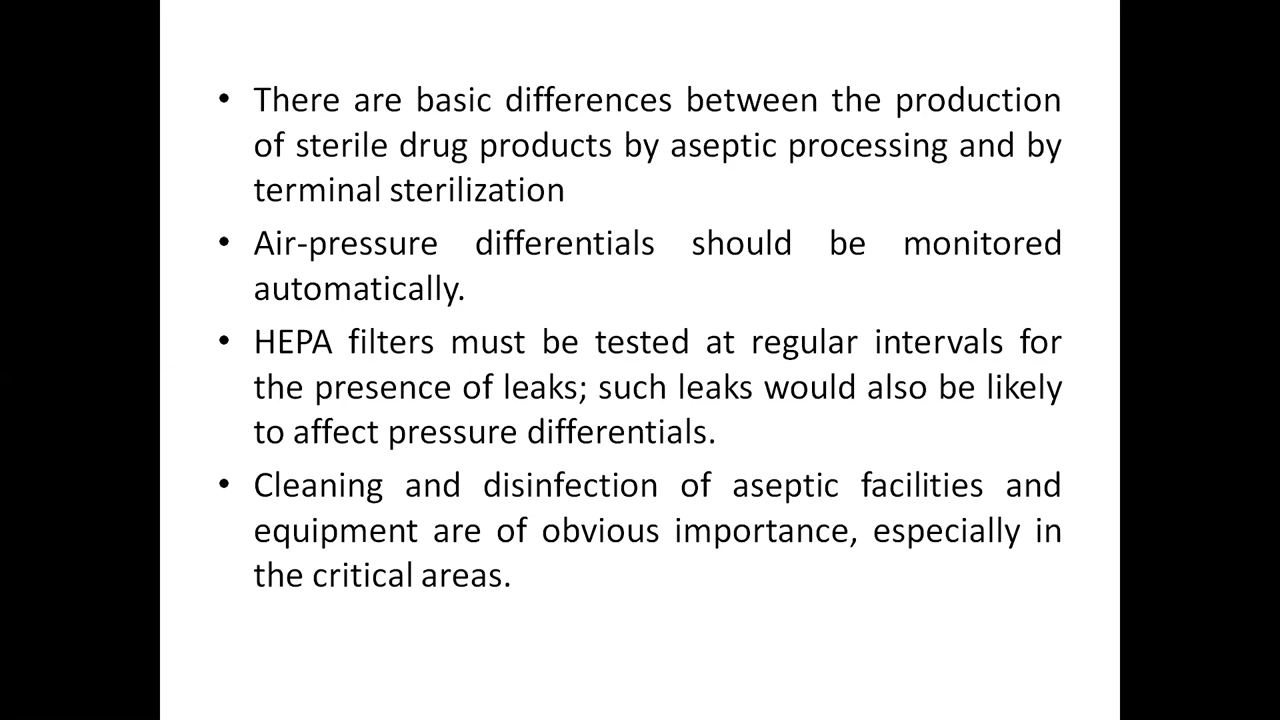 • There are basic differences between the production
of sterile drug products by aseptic processing and by
terminal sterilization
• Air-pressure differentials should be monitored
automatically.
• HEPA filters must be tested at regular intervals for
the presence of leaks; such leaks would also be likely
to affect pressure differentials.
• Cleaning and disinfection of aseptic facilities and
equipment are of obvious importance, especially in
the critical areas.